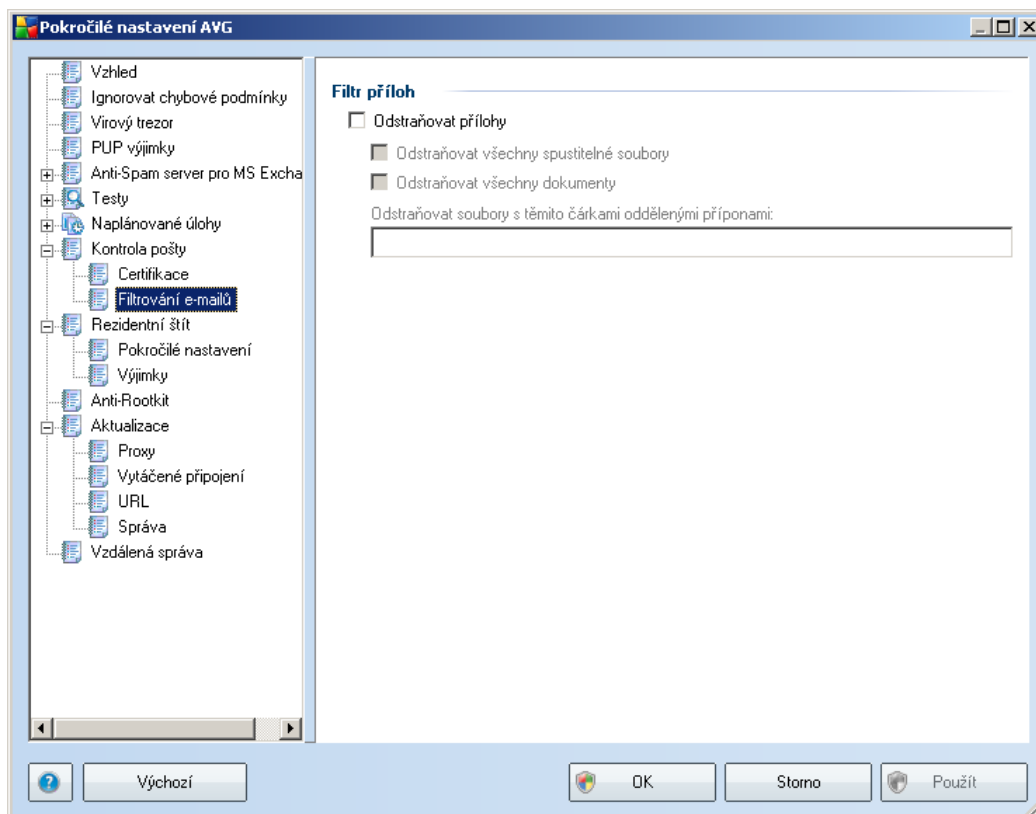 Pokročilé nastavení AVG
Vzhled
Ignorovat chybové podmínky
Virový trezor
PUP výjimky
Anti-Spam server pro MS Excha
Testy
Naplánované úlohy
Kontrola pošty
Certifikace
Filtrování e-mailů
Rezidentní štít
Pokročilé nastavení
Výjimky
Anti-Rootkit
Aktualizace
Proxy
Vytáčené připojení
URL
Správa
Vzdálená správa
Filtr příloh
Odstraňovat přílohy
Odstraňovat všechny spustitelné soubory
Odstraňovat všechny dokumenty
Odstraňovat soubory s těmito čárkami oddělenými příponami:
? Výchozí OK Storno Použít